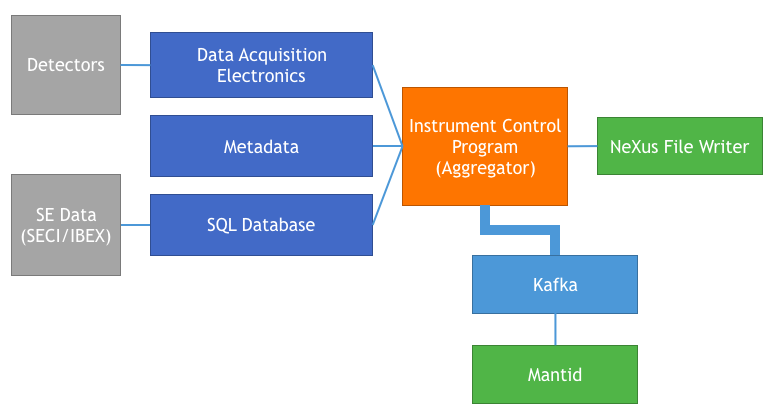 Detectors
Data Acquisition
Electronics
Metadata
SE Data
(SECI/IBEX)
SQL Database
Instrument Control
Program
(Aggregator)
NeXus File Writer
Kafka
Mantid